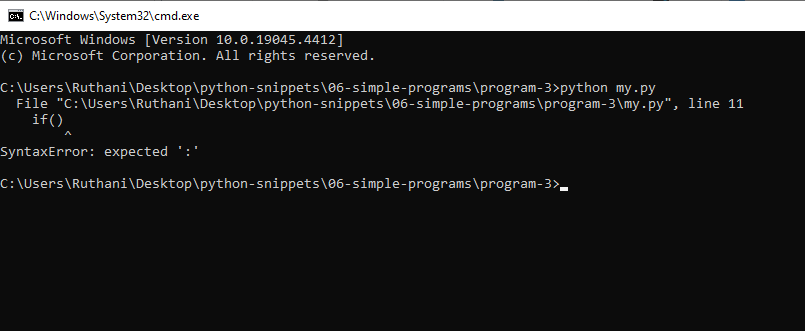 C:\Windows\System32\cmd.exe
Microsoft Windows [Version 10.0.19045.4412]
(c) Microsoft Corporation. All rights reserved.
C:\Users\Ruthani\Desktop\python-snippets\06-simple-programs\program-3>python my.py
  File "C:\Users\Ruthani\Desktop\python-snippets\06-simple-programs\program-3\my.py", line 11
    if()
        ^
SyntaxError: expected ':'
C:\Users\Ruthani\Desktop\python-snippets\06-simple-programs\program-3>